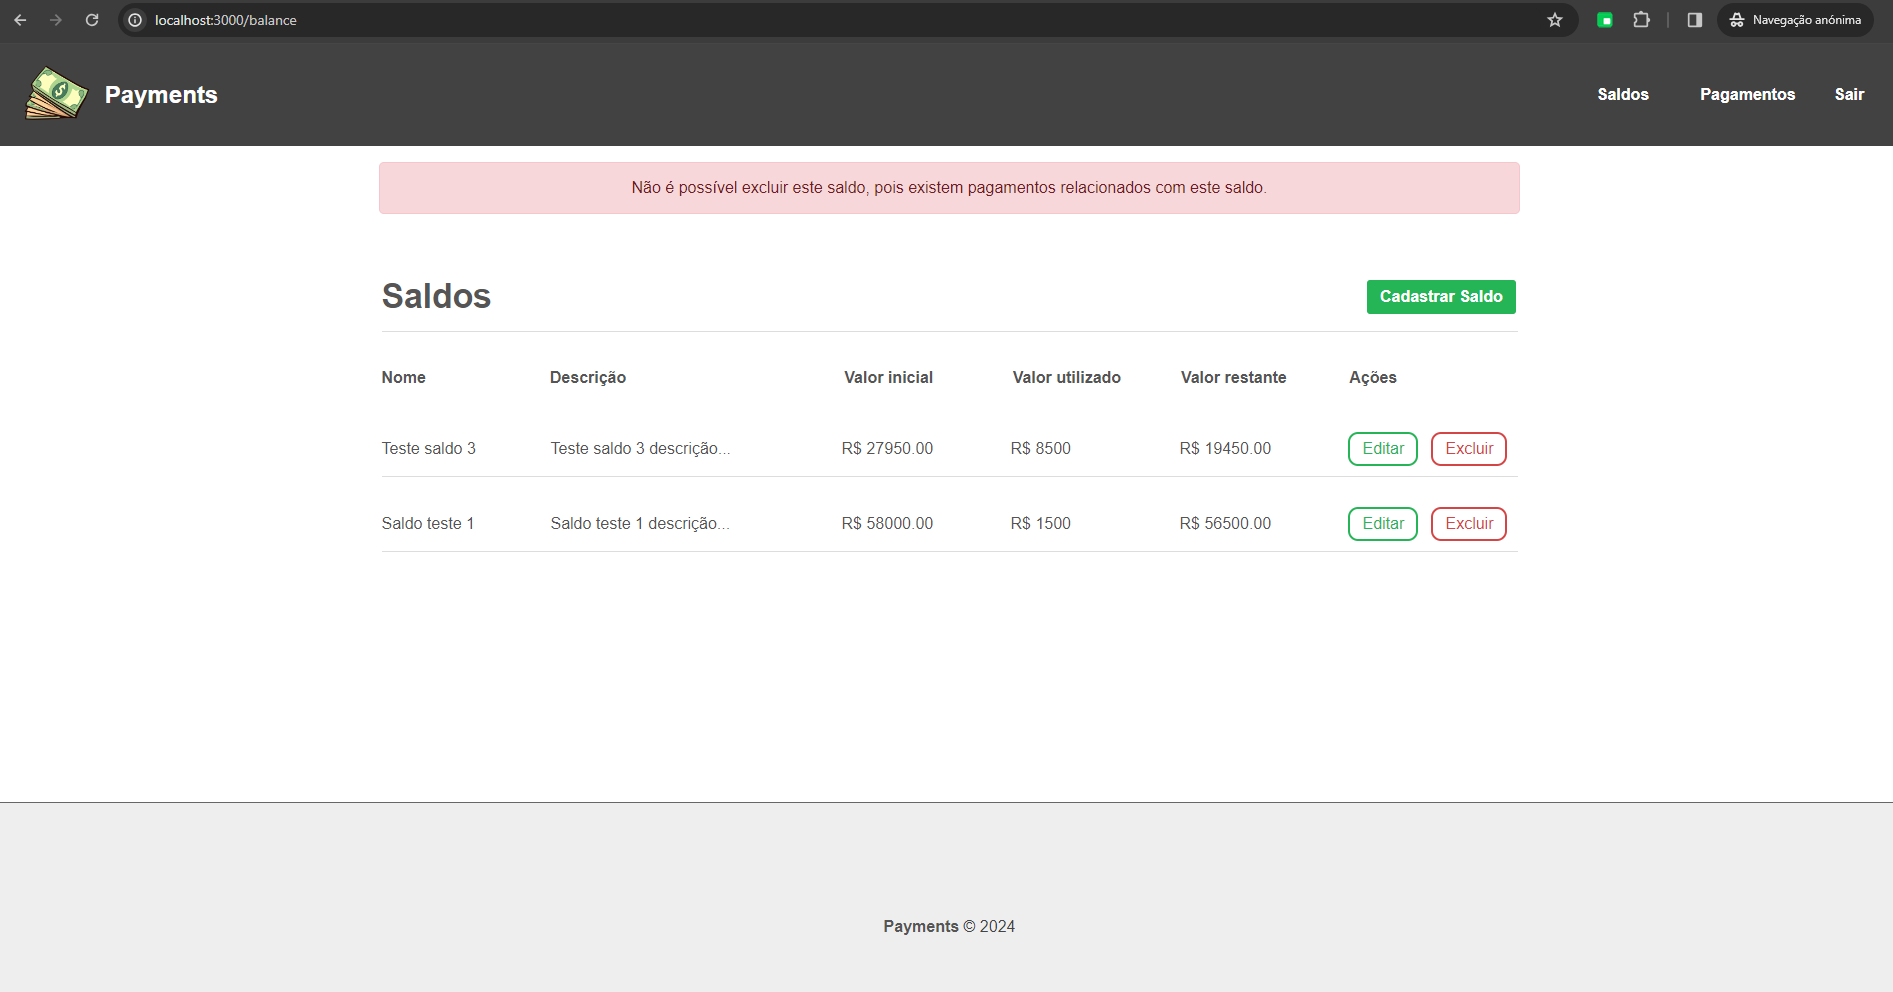 localhost:3000/balance
Navegação anónima
Payments
Saldos Pagamentos Sair
Não é possível excluir este saldo, pois existem pagamentos relacionados com este saldo.
Saldos
Cadastrar Saldo
Nome Descrição Valor inicial Valor utilizado Valor restante Ações
Teste saldo 3 Teste saldo 3 descrição... R$ 27950.00 R$ 8500 R$ 19450.00 Editar Excluir
Saldo teste 1 Saldo teste 1 descrição... R$ 58000.00 R$ 1500 R$ 56500.00 Editar Excluir
Payments © 2024